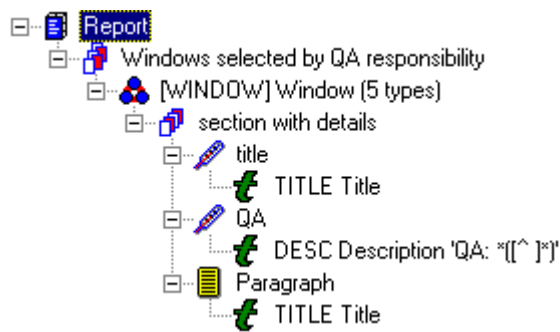 Report
Windows selected by QA responsibility
[WINDOW] Window (5 types)
section with details
title
TITLE Title
QA
DESC Description 'QA: *([^ ]*)'
Paragraph
TITLE Title